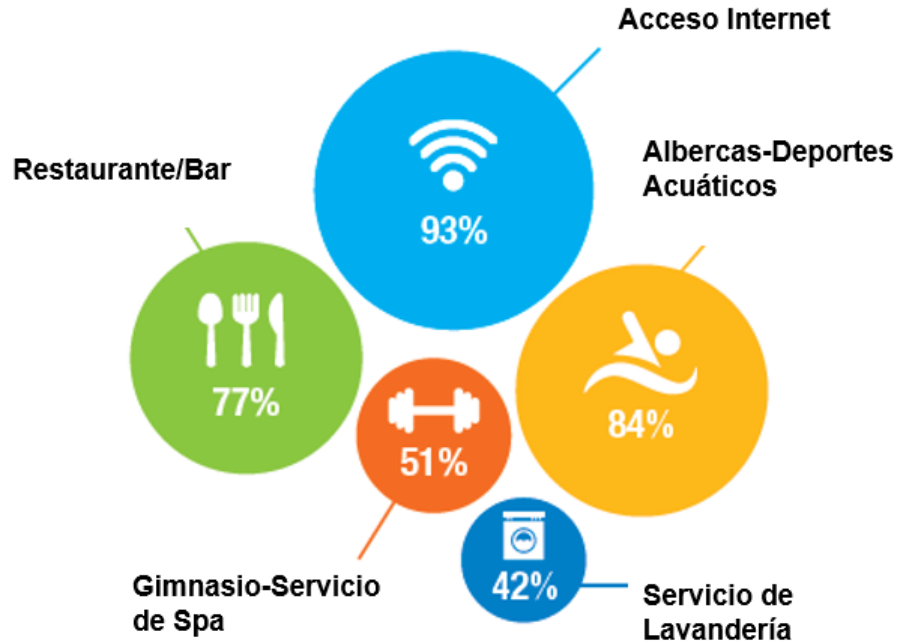 Acceso Internet
93%
Albercas-Deportes
Acuáticos
84%
Restaurante/Bar
77%
51%
Gimnasio-Servicio
de Spa
42%
Servicio de
Lavandería